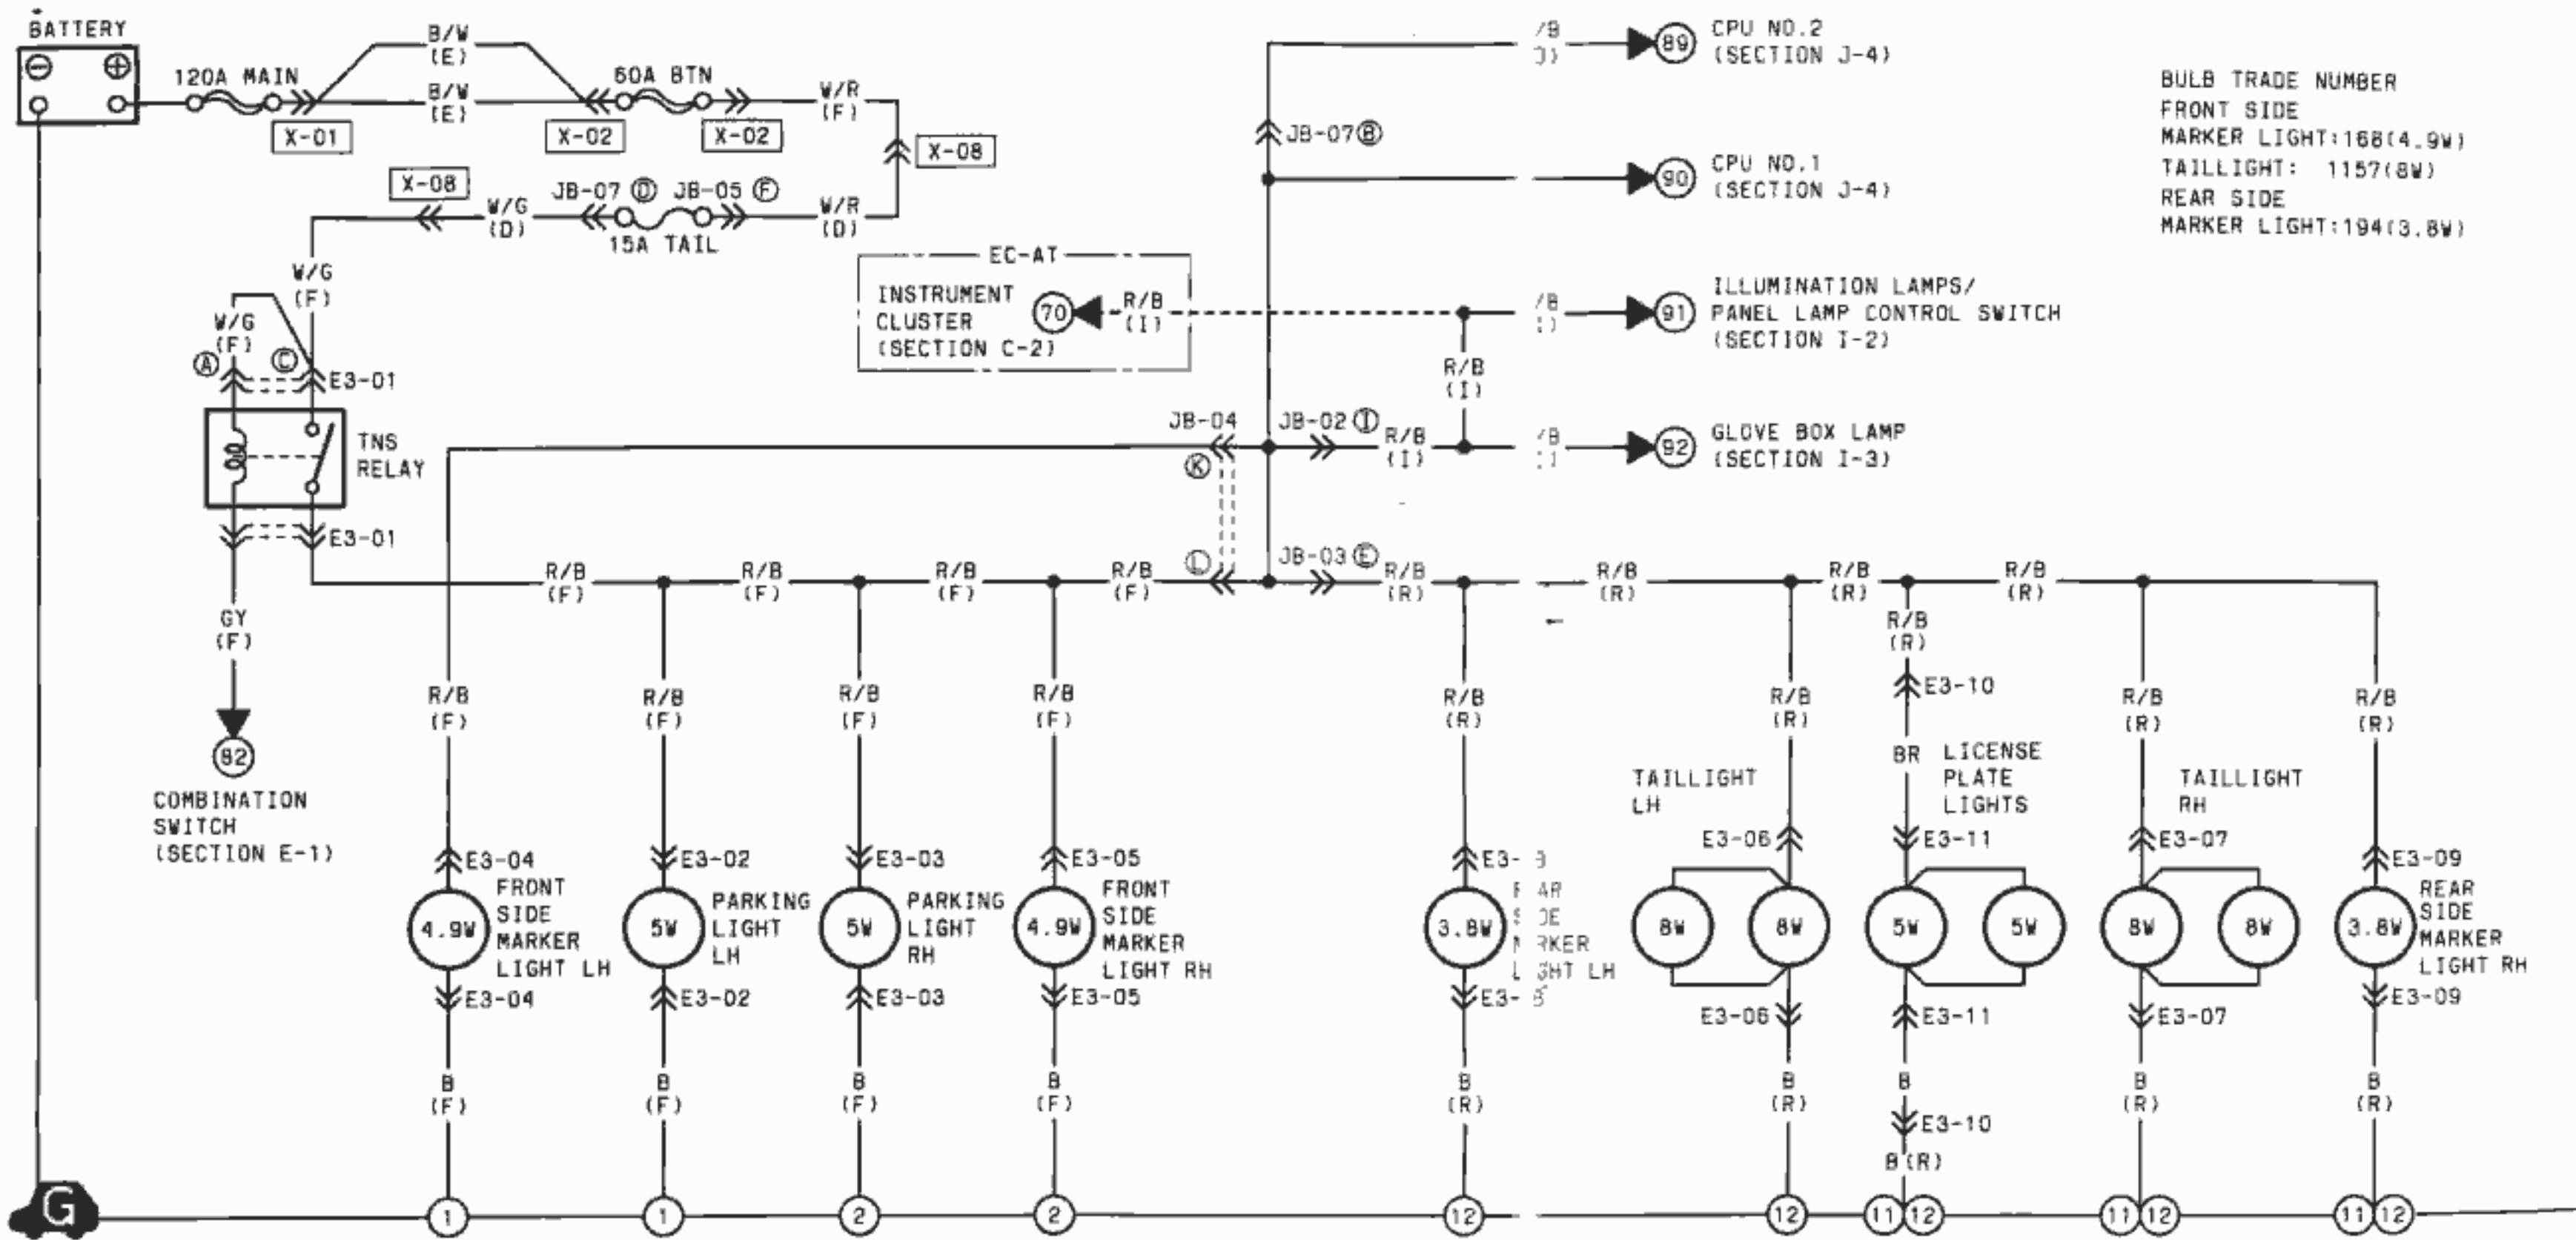 BATTERY
120A MAIN
B/W
(E)
B/W
(E)
60A BTN
W/R
(F)
X-01
X-02
X-02
X-08
X-08
W/G
(D)
JB-07 D
JB-05 F
15A TAIL
W/R
(D)
W/G
(F)
W/G
(F)
A
C
E3-01
TNS
RELAY
E3-01
GY
(F)
82
COMBINATION
SWITCH
(SECTION E-1)
EC-AT
INSTRUMENT
CLUSTER
(SECTION C-2)
70
R/B
(I)
/B
89
CPU NO.2
(SECTION J-4)
JB-07 B
90
CPU NO.1
(SECTION J-4)
/B
91
ILLUMINATION LAMPS/
PANEL LAMP CONTROL SWITCH
(SECTION I-2)
R/B
(I)
JB-04
K
JB-02 I
R/B
(I)
/B
92
GLOVE BOX LAMP
(SECTION I-3)
BULB TRADE NUMBER
FRONT SIDE
MARKER LIGHT:168(4.9W)
TAILLIGHT: 1157(8W)
REAR SIDE
MARKER LIGHT:194(3.8W)
R/B
(F)
R/B
(F)
R/B
(F)
R/B
(F)
L
JB-03 E
R/B
(R)
R/B
(R)
R/B
(R)
R/B
(R)
R/B
(R)
E3-10
BR
R/B
(F)
R/B
(F)
R/B
(F)
R/B
(F)
R/B
(R)
R/B
(R)
R/B
(R)
R/B
(R)
E3-04
4.9W
FRONT
SIDE
MARKER
LIGHT LH
E3-04
E3-02
5W
PARKING
LIGHT
LH
E3-02
E3-03
5W
PARKING
LIGHT
RH
E3-03
E3-05
4.9W
FRONT
SIDE
MARKER
LIGHT RH
E3-05
E3-
3.8W
LH
E3-
TAILLIGHT
LH
E3-06
8W
8W
E3-06
LICENSE
PLATE
LIGHTS
E3-11
5W
5W
E3-11
TAILLIGHT
RH
E3-07
8W
8W
E3-07
E3-09
3.8W
REAR
SIDE
MARKER
LIGHT RH
E3-09
B
(F)
B
(F)
B
(F)
B
(F)
B
(R)
B
(R)
B
E3-10
B(R)
B
(R)
B
(R)
G
1
1
2
2
12
12
11 12
11 12
11 12